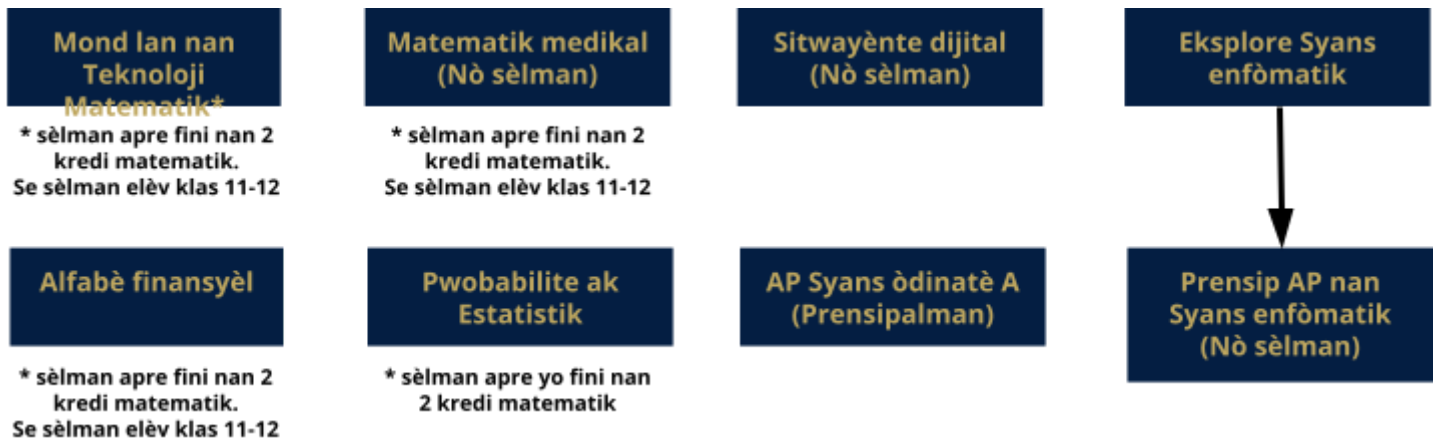 Mond lan nan
Teknoloji
Matematik*
* sèlman apre fini nan 2
kredi matematik.
Se sèlman elèv klas 11-12
Matematik medikal
(Nò sèlman)
* sèlman apre fini nan 2
kredi matematik.
Se sèlman elèv klas 11-12
Sitwayènte dijital
(Nò sèlman)
Eksplore Syans
enfòmatik
Alfabè finansyèl
* sèlman apre fini nan 2
kredi matematik.
Se sèlman elèv klas 11-12
Pwobabilite ak
Estatistik
* sèlman apre yo fini nan
2 kredi matematik
AP Syans òdinatè A
(Prensipalman)
Prensip AP nan
Syans enfòmatik
(Nò sèlman)